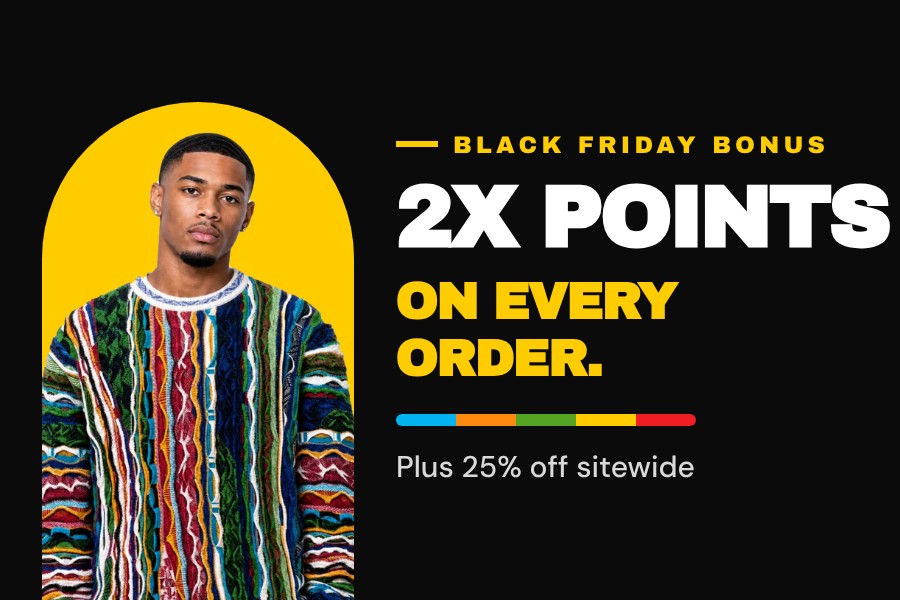 BLACK FRIDAY BONUS
2X POINTS
ON EVERY
ORDER.
Plus 25% off sitewide